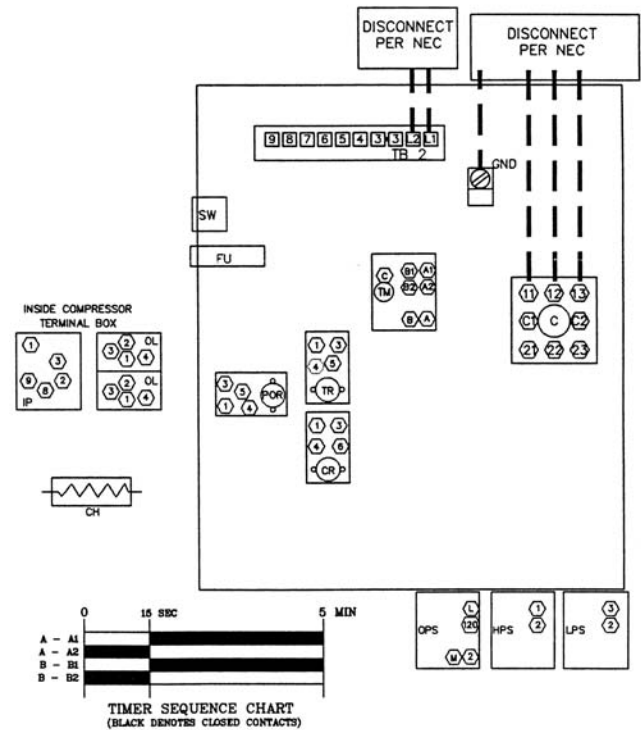 DISCONNECT
PER NEC
DISCONNECT
PER NEC
9 8 7 6 5 4 3 3 L2 L1
TB 2
GND
SW
FU
C B1 A1
TM B2 A2
B A
11 12 13
C1 C C2
21 22 23
INSIDE COMPRESSOR
TERMINAL BOX
1
3
9 8 2
IP
2 OL
3 1 4
2 OL
3 1 4
1 3
4 5
TR
3 5 POR
1 4
1 3
4 6
CR
CH
L
OPS 120
M 2
1
HPS 2
3
LPS 2
0 15 SEC 5 MIN
A - A1
A - A2
B - B1
B - B2
TIMER SEQUENCE CHART
(BLACK DENOTES CLOSED CONTACTS)